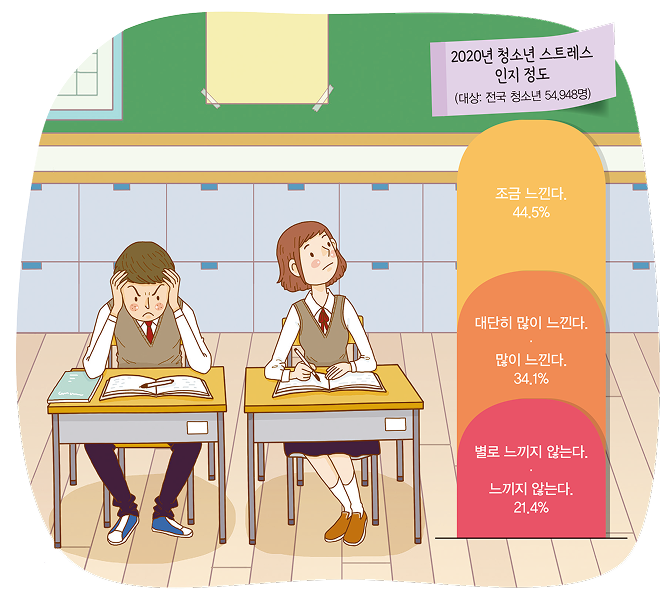 2020년 청소년 스트레스
인지 정도
(대상: 전국 청소년 54,948명)
조금 느낀다.
44.5%
대단히 많이 느낀다.
·
많이 느낀다.
34.1%
별로 느끼지 않는다.
·
느끼지 않는다.
21.4%